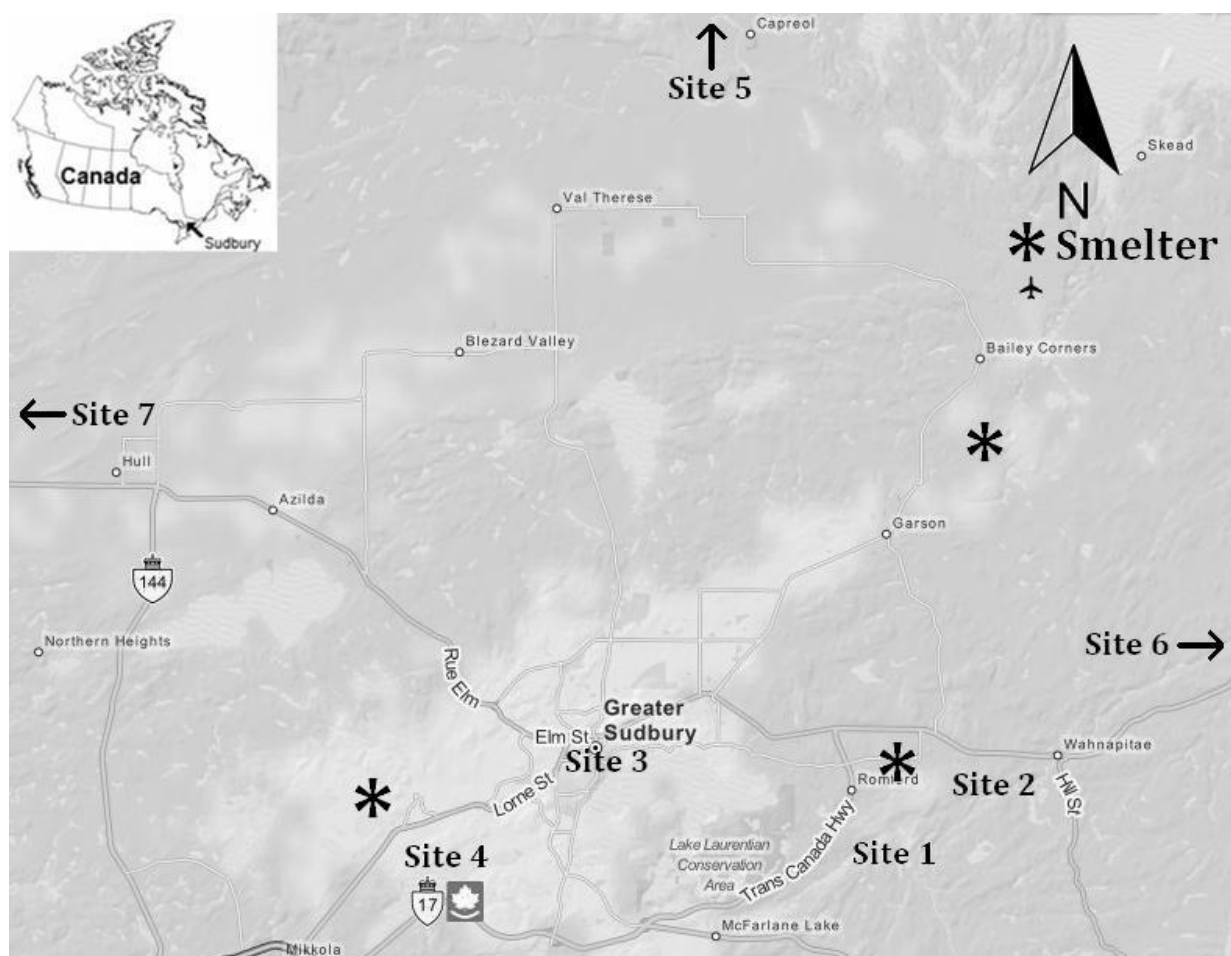 Capreol
Site 5
Skead
Canada
Sudbury
N
* Smelter
Val Therese
Blezard Valley
Bailey Corners
Site 7
Hull
Azilda
Garson
144
Northern Heights
Site 6
Rue Elm
Greater
Sudbury
Elm St
Site 3
Wahnapitae
Romford
Site 2
Hill St
Lorne St
Site 4
Lake Laurentian
Conservation
Area
Trans Canada Hwy
Site 1
17
McFarlane Lake
Mikkola